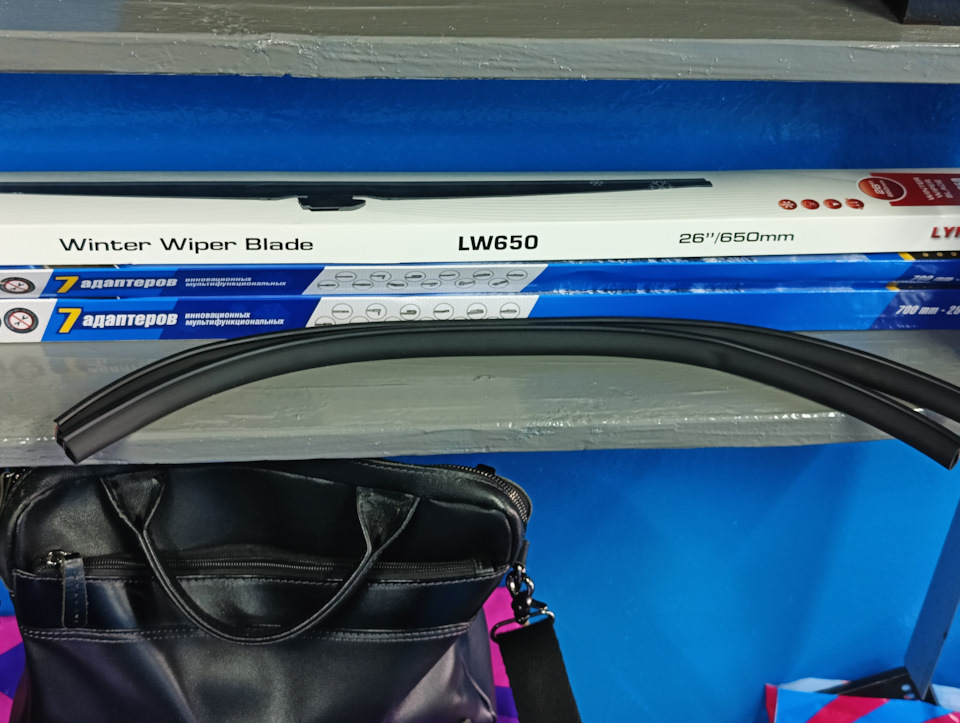 Winter Wiper Blade LW650 26''/650mm
7 адаптеров инновационных
мультифункциональных
7 адаптеров инновационных
мультифункциональных
700 mm